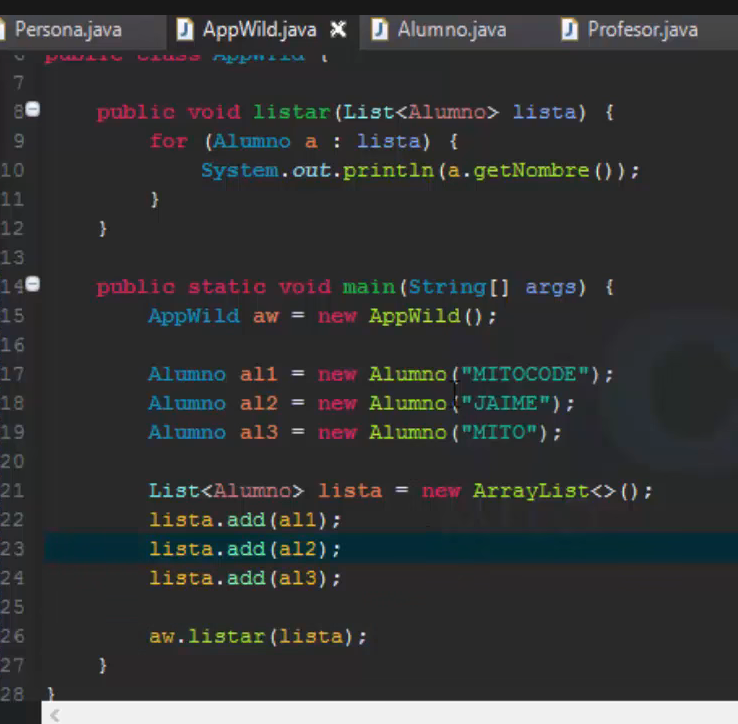 Persona.java AppWild.java Alumno.java Profesor.java
6 public class AppWild {
7
8 public void listar(List<Alumno> lista) {
9 for (Alumno a : lista) {
10 System.out.println(a.getNombre());
11 }
12 }
13
14 public static void main(String[] args) {
15 AppWild aw = new AppWild();
16
17 Alumno al1 = new Alumno("MITOCODE");
18 Alumno al2 = new Alumno("JAIME");
19 Alumno al3 = new Alumno("MITO");
20
21 List<Alumno> lista = new ArrayList<>();
22 lista.add(al1);
23 lista.add(al2);
24 lista.add(al3);
25
26 aw.listar(lista);
27 }
28 }